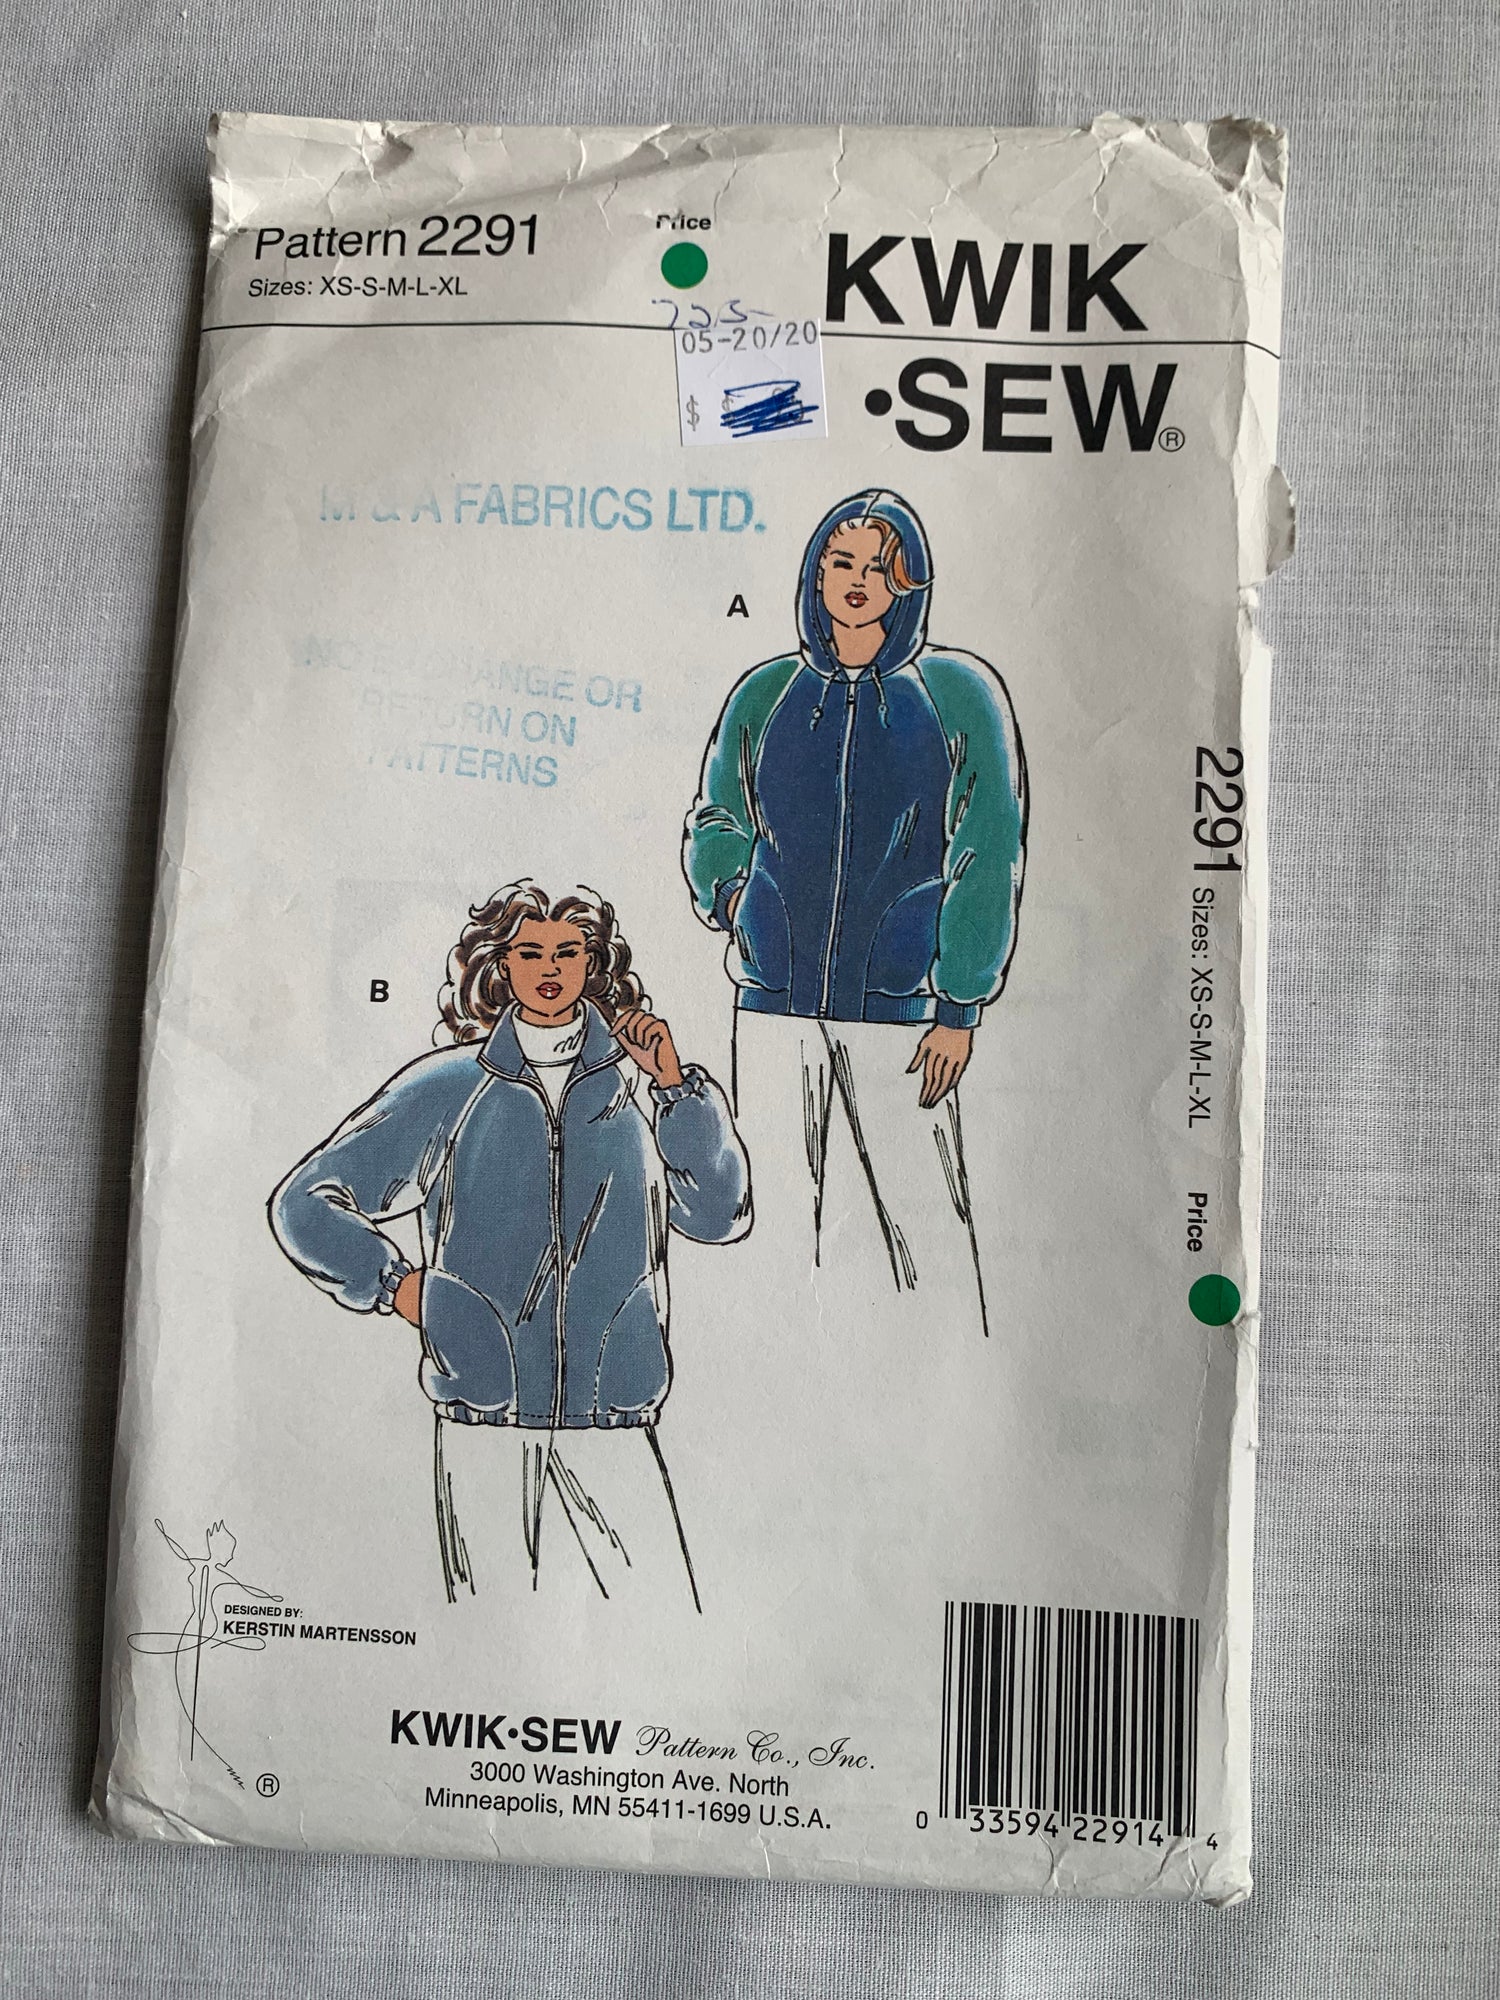 Pattern 2291
Sizes: XS-S-M-L-XL
Price
KWIK
•SEW®
05-20/20
$
M & A FABRICS LTD.
NO EXCHANGE OR
RETURN ON
PATTERNS
A
B
2291 Sizes: XS-S-M-L-XL Price
DESIGNED BY:
KERSTIN MARTENSSON
®
KWIK•SEW Pattern Co., Inc.
3000 Washington Ave. North
Minneapolis, MN 55411-1699 U.S.A.
0 33594 22914 4